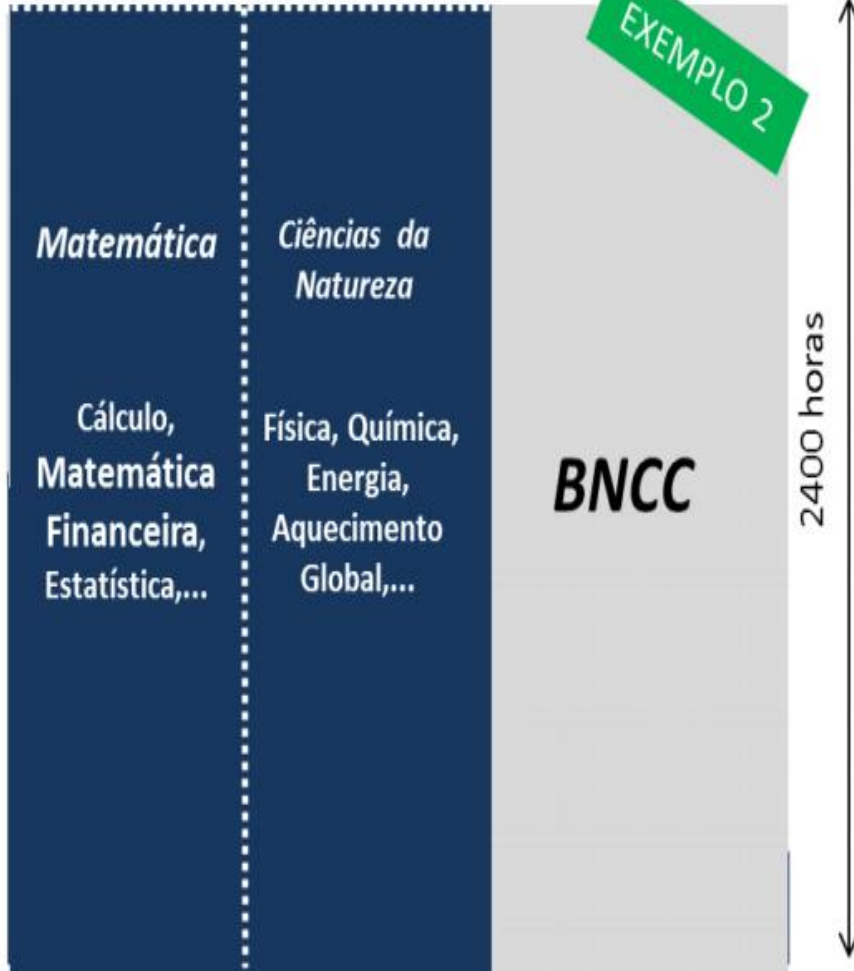 EXEMPLO 2
Matemática
Cálculo,
Matemática
Financeira,
Estatística,...
Ciências da
Natureza
Física, Química,
Energia,
Aquecimento
Global,...
BNCC
2400 horas